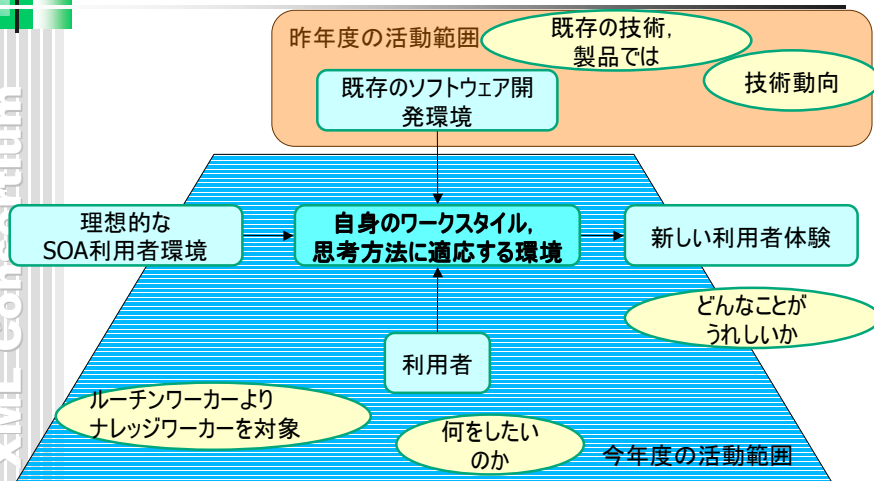 昨年度の活動範囲
既存の技術,
製品では
技術動向
既存のソフトウェア開
発環境
理想的な
SOA利用者環境
自身のワークスタイル,
思考方法に適応する環境
新しい利用者体験
どんなことが
うれしいか
利用者
ルーチンワーカーより
ナレッジワーカーを対象
何をしたい
のか
今年度の活動範囲
XML Consortium